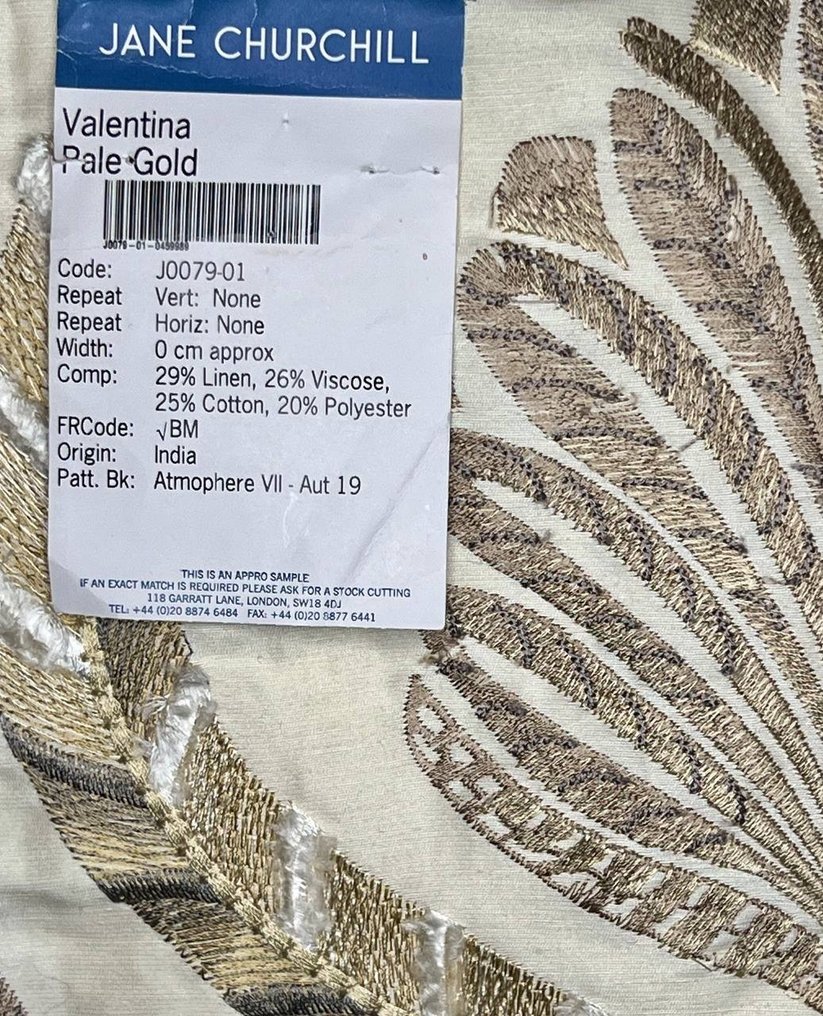 JANE CHURCHILL
Valentina
Pale Gold
J0079-01-0459989
Code: J0079-01
Repeat Vert: None
Repeat Horiz: None
Width: 0 cm approx
Comp: 29% Linen, 26% Viscose,
25% Cotton, 20% Polyester
FRCode: √BM
Origin: India
Patt. Bk: Atmophere VII - Aut 19
THIS IS AN APPRO SAMPLE
IF AN EXACT MATCH IS REQUIRED PLEASE ASK FOR A STOCK CUTTING
118 GARRATT LANE, LONDON, SW18 4DJ
TEL: +44 (0)20 8874 6484 FAX: +44 (0)20 8877 6441